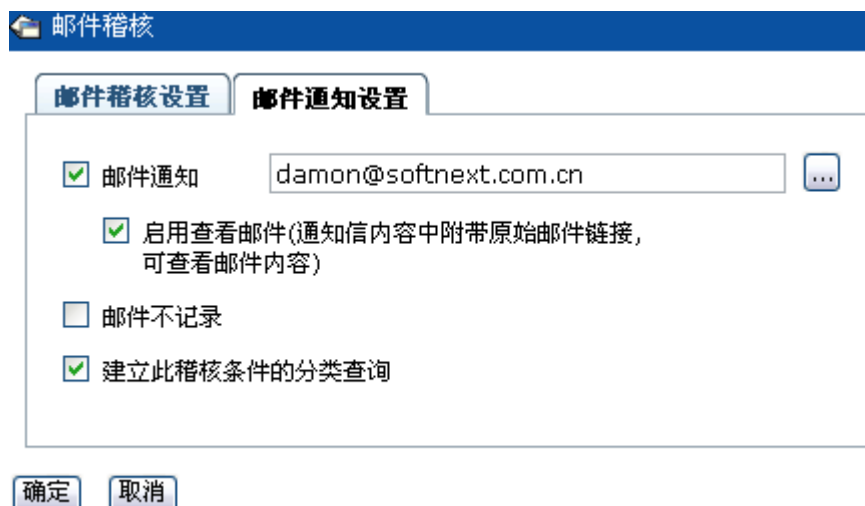 邮件稽核
邮件稽核设置 邮件通知设置
邮件通知 damon@softnext.com.cn ...
启用查看邮件(通知信内容中附带原始邮件链接,
可查看邮件内容)
邮件不记录
建立此稽核条件的分类查询
确定 取消